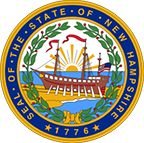 SEAL • OF • THE • STATE • OF • NEW HAMPSHIRE
1776